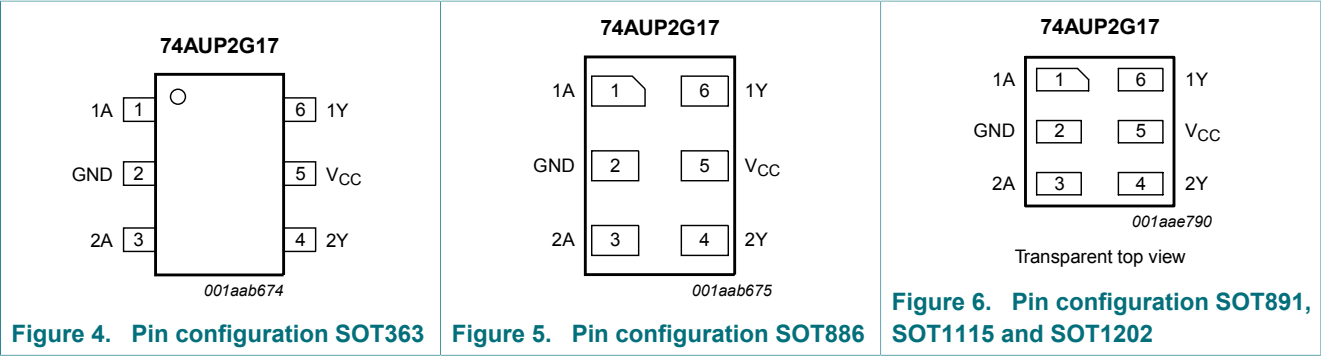 74AUP2G17
1A 1 6 1Y
GND 2 5 VCC
2A 3 4 2Y
001aab674
Figure 4. Pin configuration SOT363
74AUP2G17
1A 1 6 1Y
GND 2 5 VCC
2A 3 4 2Y
001aab675
Figure 5. Pin configuration SOT886
74AUP2G17
1A 1 6 1Y
GND 2 5 VCC
2A 3 4 2Y
001aae790
Transparent top view
Figure 6. Pin configuration SOT891,
SOT1115 and SOT1202